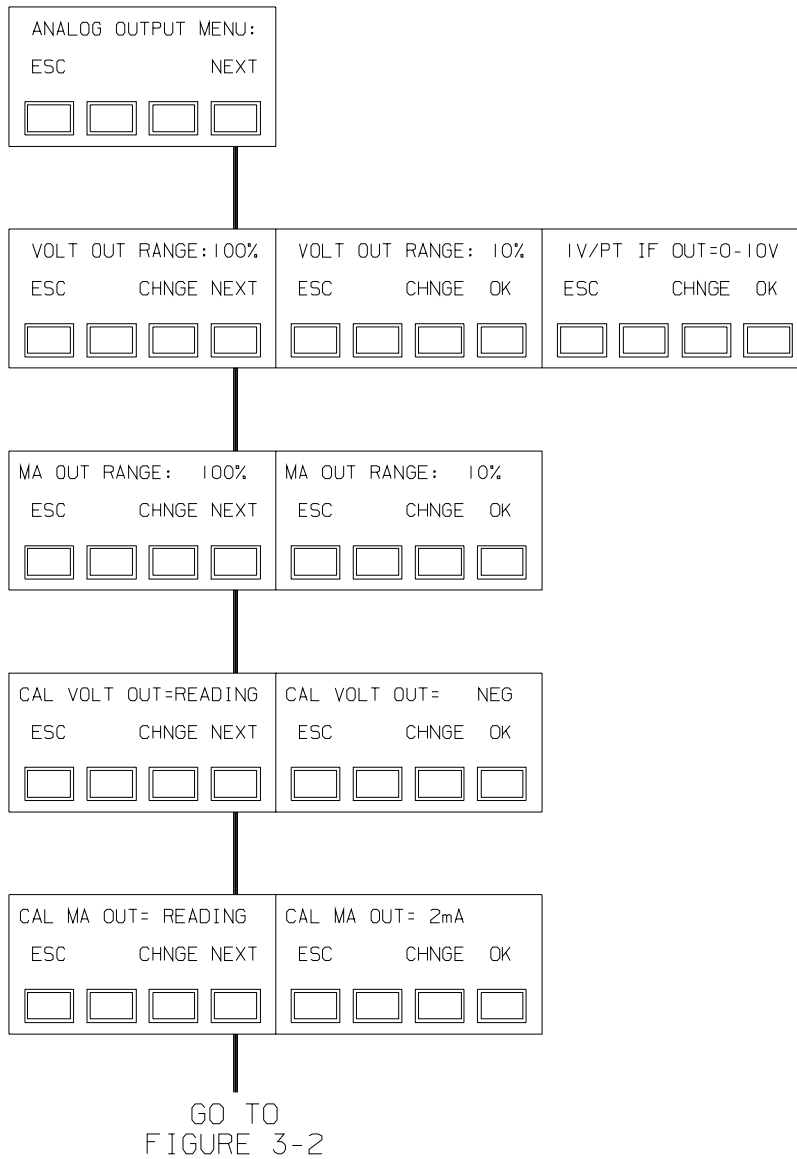 ANALOG OUTPUT MENU:
ESC NEXT
VOLT OUT RANGE:100%
ESC CHNGE NEXT
VOLT OUT RANGE: 10%
ESC CHNGE OK
1V/PT IF OUT=0-10V
ESC CHNGE OK
MA OUT RANGE: 100%
ESC CHNGE NEXT
MA OUT RANGE: 10%
ESC CHNGE OK
CAL VOLT OUT=READING
ESC CHNGE NEXT
CAL VOLT OUT= NEG
ESC CHNGE OK
CAL MA OUT= READING
ESC CHNGE NEXT
CAL MA OUT= 2mA
ESC CHNGE OK
GO TO
FIGURE 3-2